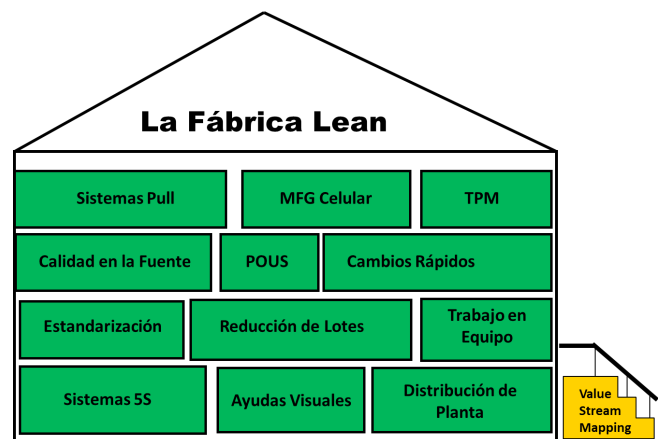 La Fábrica Lean
Sistemas Pull
MFG Celular
TPM
Calidad en la Fuente
POUS
Cambios Rápidos
Estandarización
Reducción de Lotes
Trabajo en
Equipo
Sistemas 5S
Ayudas Visuales
Distribución de
Planta
Value
Stream
Mapping